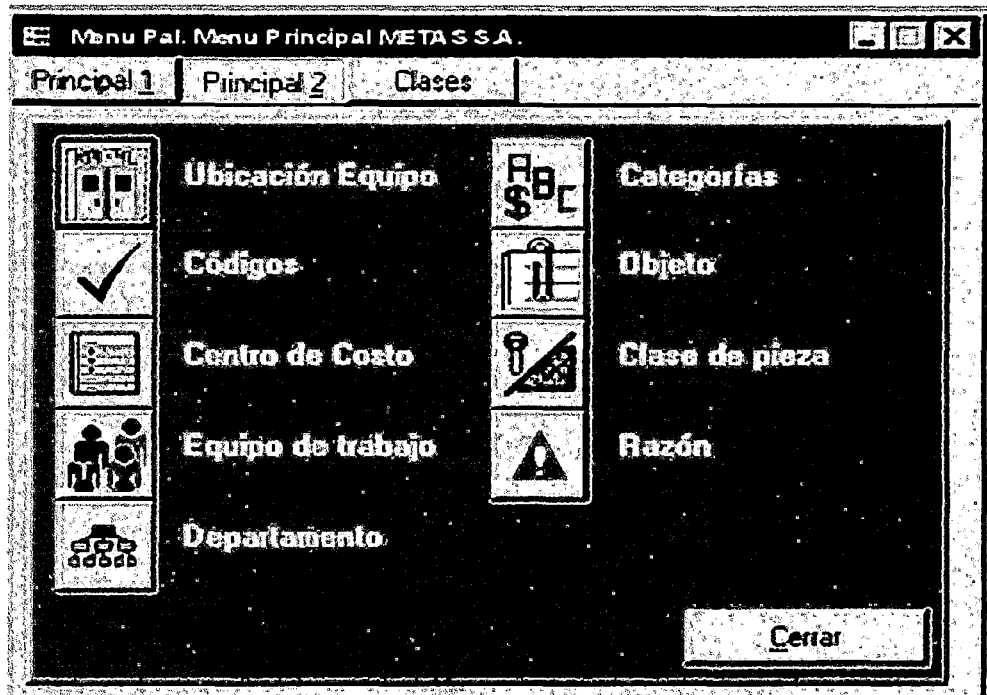 Menu Pal. Menu Principal METAS S.A.
Principal 1 Principal 2 Clases
Ubicación Equipo
Códigos
Centro de Costo
Equipo de trabajo
Departamento
A B C $
Categorías
Objeto
Clase de pieza
Razón
Cerrar